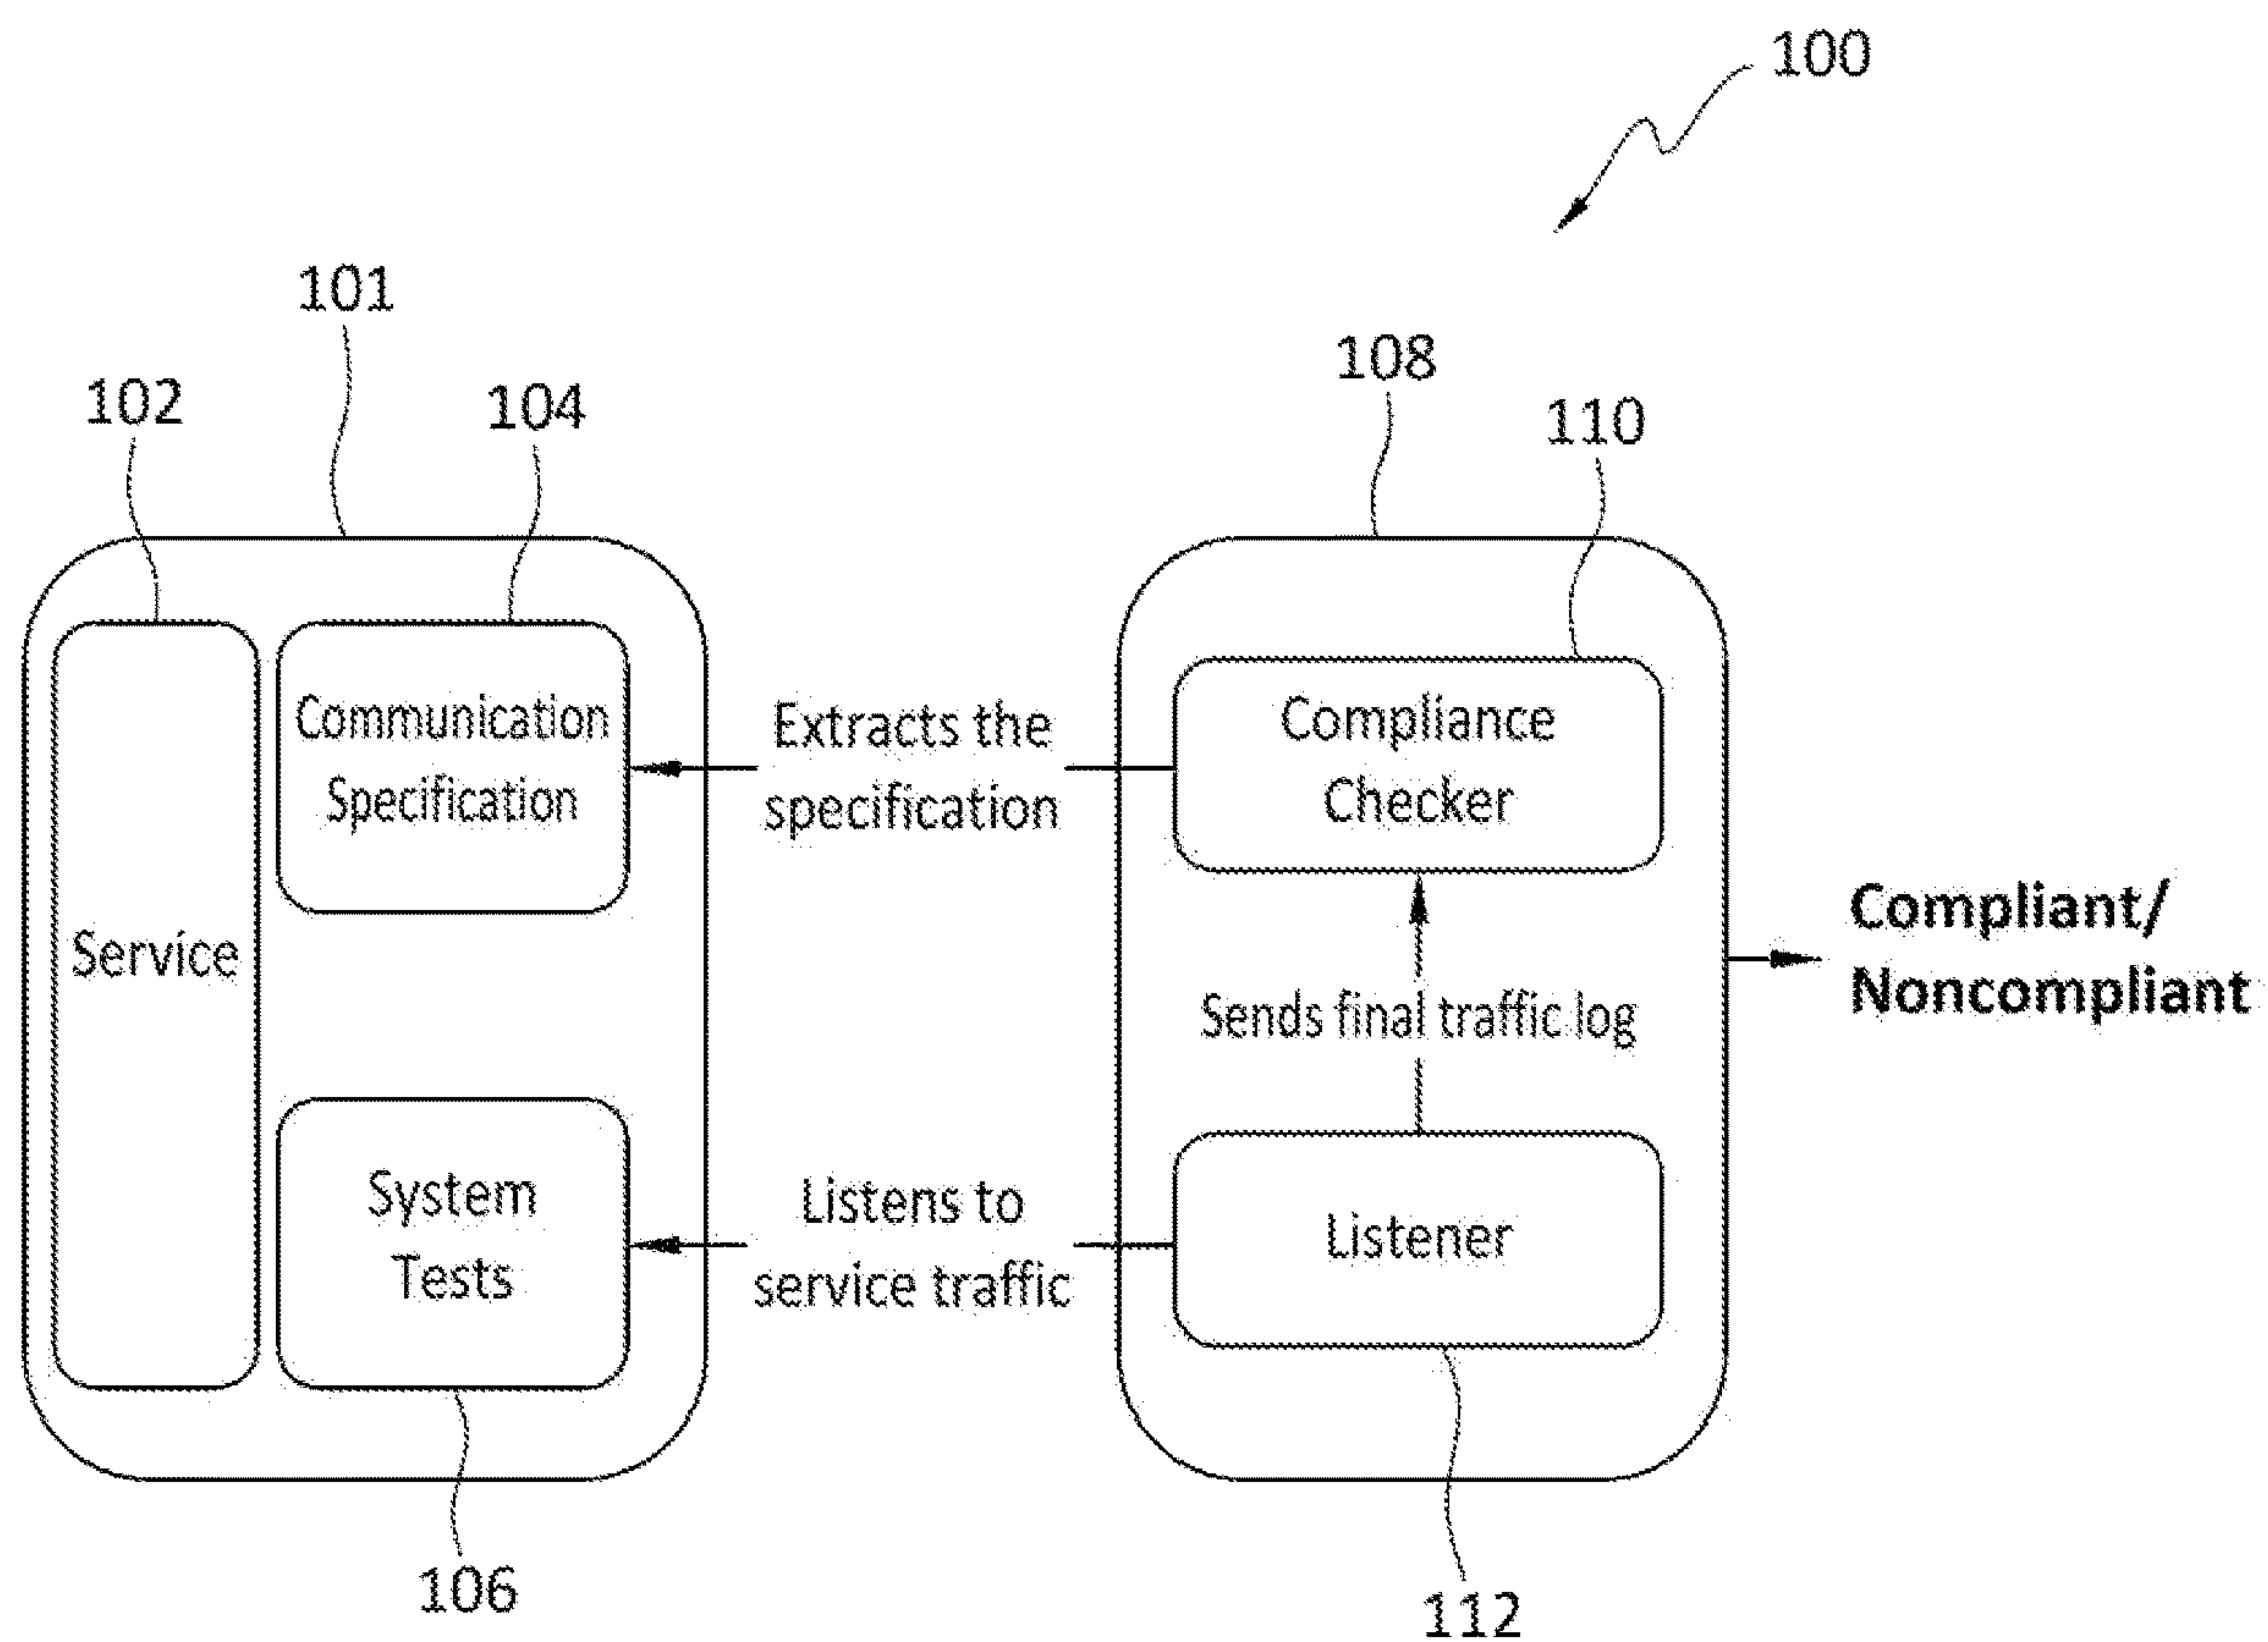 100
101
108
102
104
110
Communication
Specification
Extracts the
specification
Compliance
Checker
Service
Compliant/
Noncompliant
Sends final traffic log
System
Tests
Listens to
service traffic
Listener
106
112